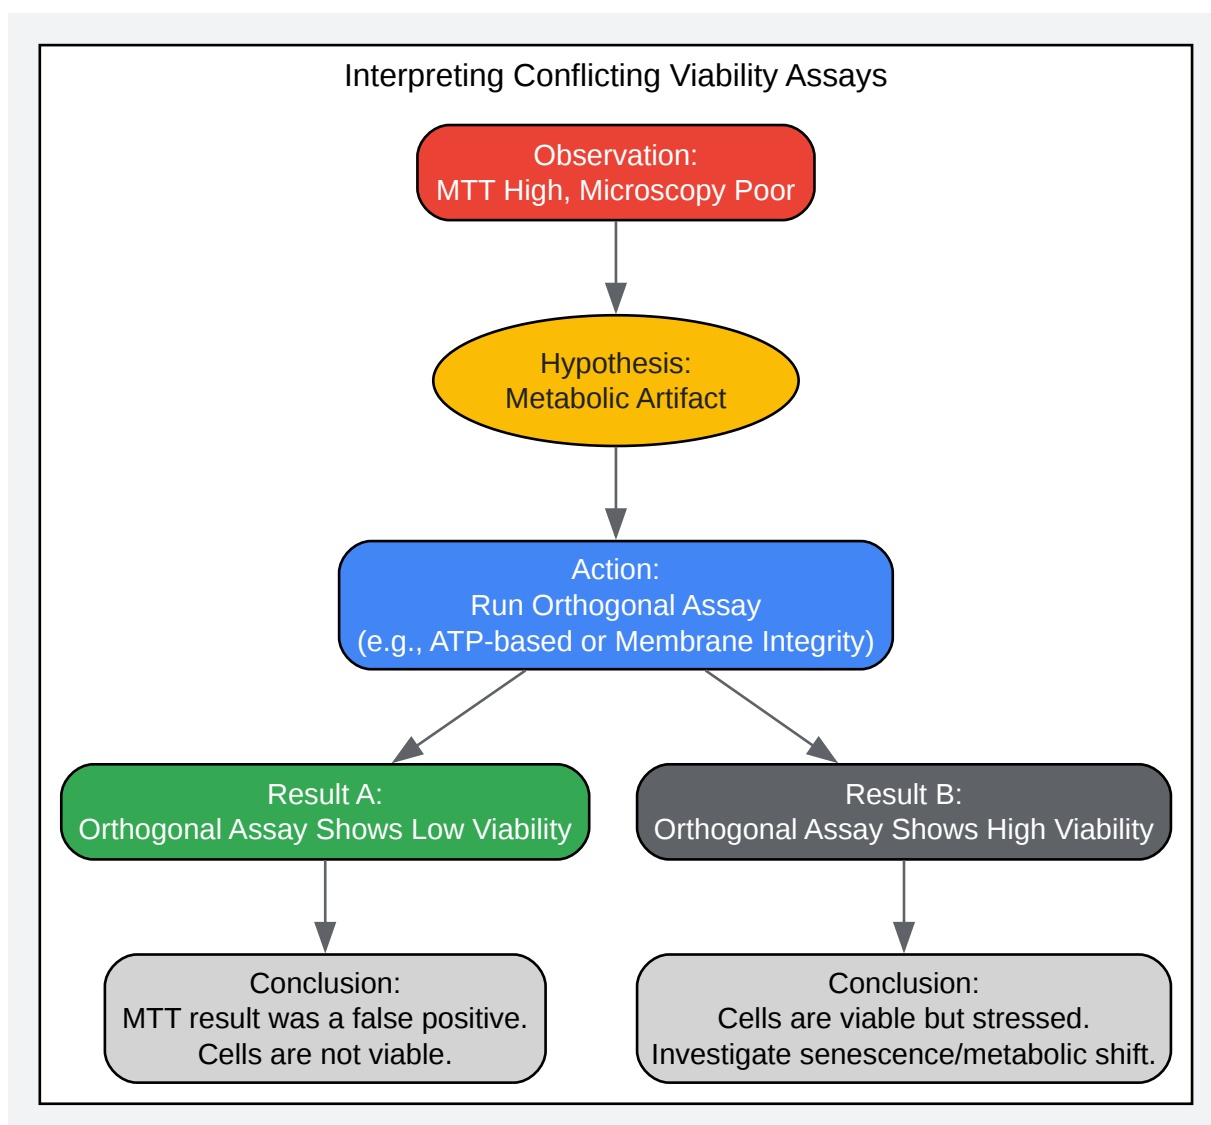 Interpreting Conflicting Viability Assays
Observation:
MTT High, Microscopy Poor
Hypothesis:
Metabolic Artifact
Action:
Run Orthogonal Assay
(e.g., ATP-based or Membrane Integrity)
Result A:
Orthogonal Assay Shows Low Viability
Result B:
Orthogonal Assay Shows High Viability
Conclusion:
MTT result was a false positive.
Cells are not viable.
Conclusion:
Cells are viable but stressed.
Investigate senescence/metabolic shift.